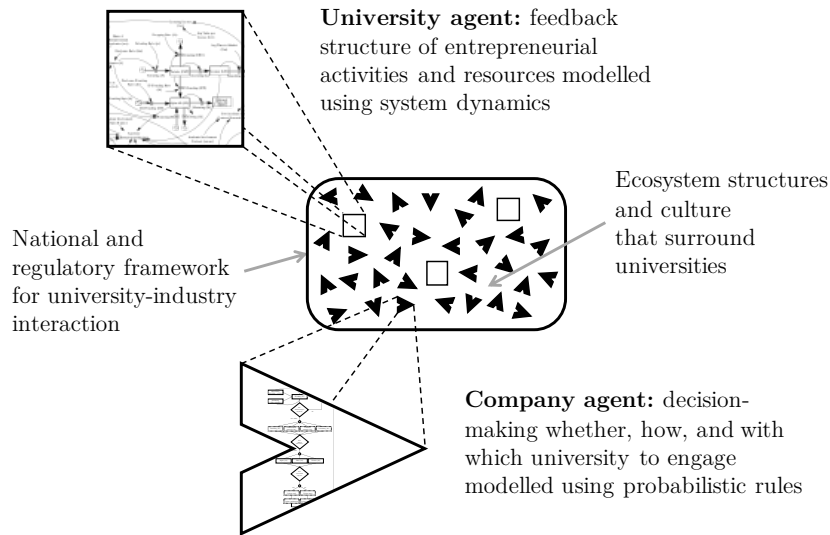 University agent: feedback
structure of entrepreneurial
activities and resources modelled
using system dynamics
Ecosystem structures
and culture
that surround
universities
National and
regulatory framework
for university-industry
interaction
Company agent: decision-
making whether, how, and with
which university to engage
modelled using probabilistic rules